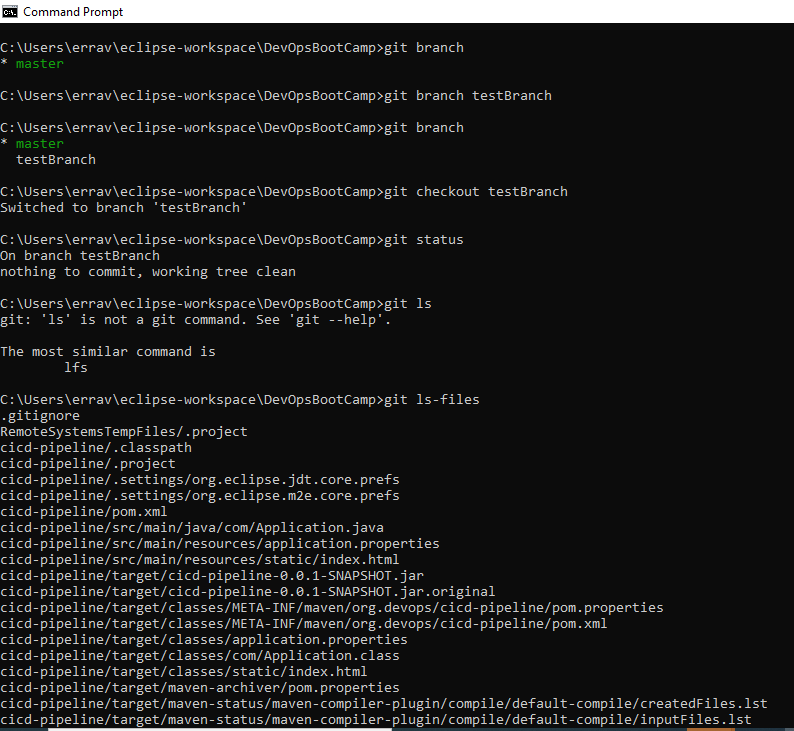 Command Prompt
C:\Users\errav\eclipse-workspace\DevOpsBootCamp>git branch
* master
C:\Users\errav\eclipse-workspace\DevOpsBootCamp>git branch testBranch
C:\Users\errav\eclipse-workspace\DevOpsBootCamp>git branch
* master
  testBranch
C:\Users\errav\eclipse-workspace\DevOpsBootCamp>git checkout testBranch
Switched to branch 'testBranch'
C:\Users\errav\eclipse-workspace\DevOpsBootCamp>git status
On branch testBranch
nothing to commit, working tree clean
C:\Users\errav\eclipse-workspace\DevOpsBootCamp>git ls
git: 'ls' is not a git command. See 'git --help'.
The most similar command is
        lfs
C:\Users\errav\eclipse-workspace\DevOpsBootCamp>git ls-files
.gitignore
RemoteSystemsTempFiles/.project
cicd-pipeline/.classpath
cicd-pipeline/.project
cicd-pipeline/.settings/org.eclipse.jdt.core.prefs
cicd-pipeline/.settings/org.eclipse.m2e.core.prefs
cicd-pipeline/pom.xml
cicd-pipeline/src/main/java/com/Application.java
cicd-pipeline/src/main/resources/application.properties
cicd-pipeline/src/main/resources/static/index.html
cicd-pipeline/target/cicd-pipeline-0.0.1-SNAPSHOT.jar
cicd-pipeline/target/cicd-pipeline-0.0.1-SNAPSHOT.jar.original
cicd-pipeline/target/classes/META-INF/maven/org.devops/cicd-pipeline/pom.properties
cicd-pipeline/target/classes/META-INF/maven/org.devops/cicd-pipeline/pom.xml
cicd-pipeline/target/classes/application.properties
cicd-pipeline/target/classes/com/Application.class
cicd-pipeline/target/classes/static/index.html
cicd-pipeline/target/maven-archiver/pom.properties
cicd-pipeline/target/maven-status/maven-compiler-plugin/compile/default-compile/createdFiles.lst
cicd-pipeline/target/maven-status/maven-compiler-plugin/compile/default-compile/inputFiles.lst